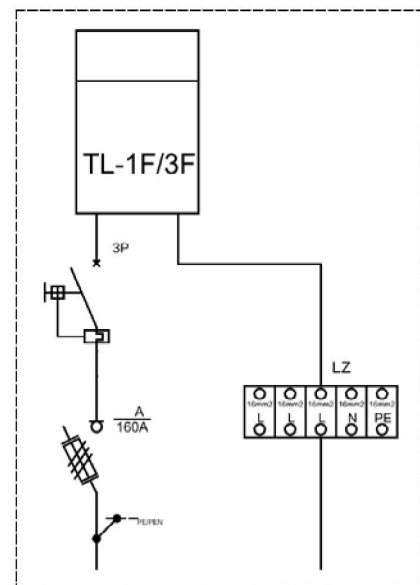 TL-1F/3F
3P
A
160A
PE/PEN
LZ
16mm2 16mm2 16mm2 16mm2 16mm2
L L L N PE